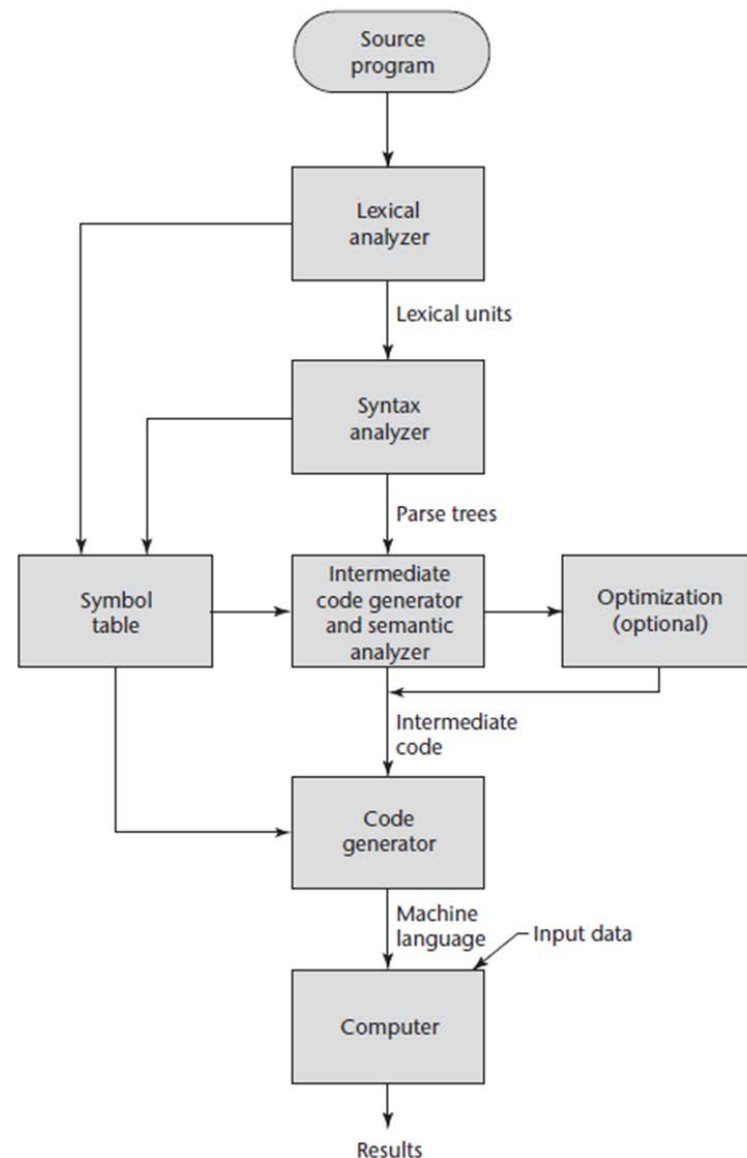 Source
program
Lexical
analyzer
Lexical units
Syntax
analyzer
Parse trees
Symbol
table
Intermediate
code generator
and semantic
analyzer
Optimization
(optional)
Intermediate
code
Code
generator
Machine
language
Input data
Computer
Results